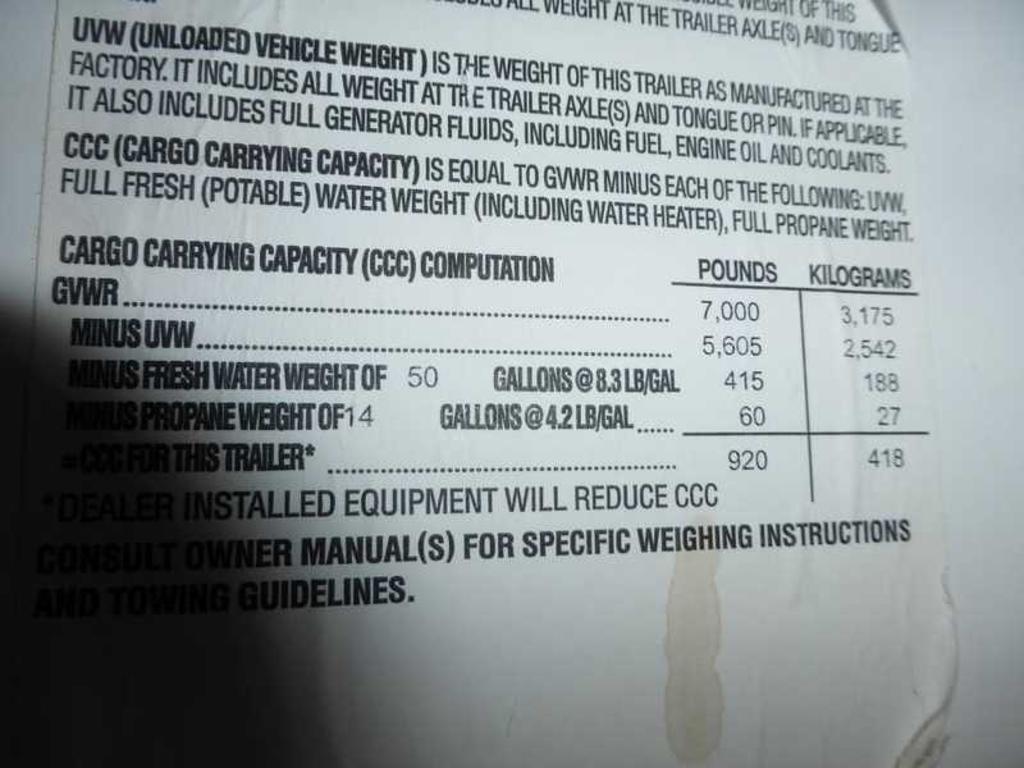 WEIGHT OF THIS
ALL WEIGHT AT THE TRAILER AXLE(S) AND TONGUE
UVW (UNLOADED VEHICLE WEIGHT ) IS THE WEIGHT OF THIS TRAILER AS MANUFACTURED AT THE
FACTORY. IT INCLUDES ALL WEIGHT AT THE TRAILER AXLE(S) AND TONGUE OR PIN. IF APPLICABLE,
IT ALSO INCLUDES FULL GENERATOR FLUIDS, INCLUDING FUEL, ENGINE OIL AND COOLANTS.
CCC (CARGO CARRYING CAPACITY) IS EQUAL TO GVWR MINUS EACH OF THE FOLLOWING: UVW,
FULL FRESH (POTABLE) WATER WEIGHT (INCLUDING WATER HEATER), FULL PROPANE WEIGHT.
CARGO CARRYING CAPACITY (CCC) COMPUTATION POUNDS KILOGRAMS
GVWR ........ 7,000 3,175
MINUS UVW ........ 5,605 2,542
MINUS FRESH WATER WEIGHT OF 50 GALLONS @ 8.3 LB/GAL 415 188
MINUS PROPANE WEIGHT OF 14 GALLONS @ 4.2 LB/GAL ...... 60 27
=CCC FOR THIS TRAILER* ........ 920 418
*DEALER INSTALLED EQUIPMENT WILL REDUCE CCC
CONSULT OWNER MANUAL(S) FOR SPECIFIC WEIGHING INSTRUCTIONS
AND TOWING GUIDELINES.